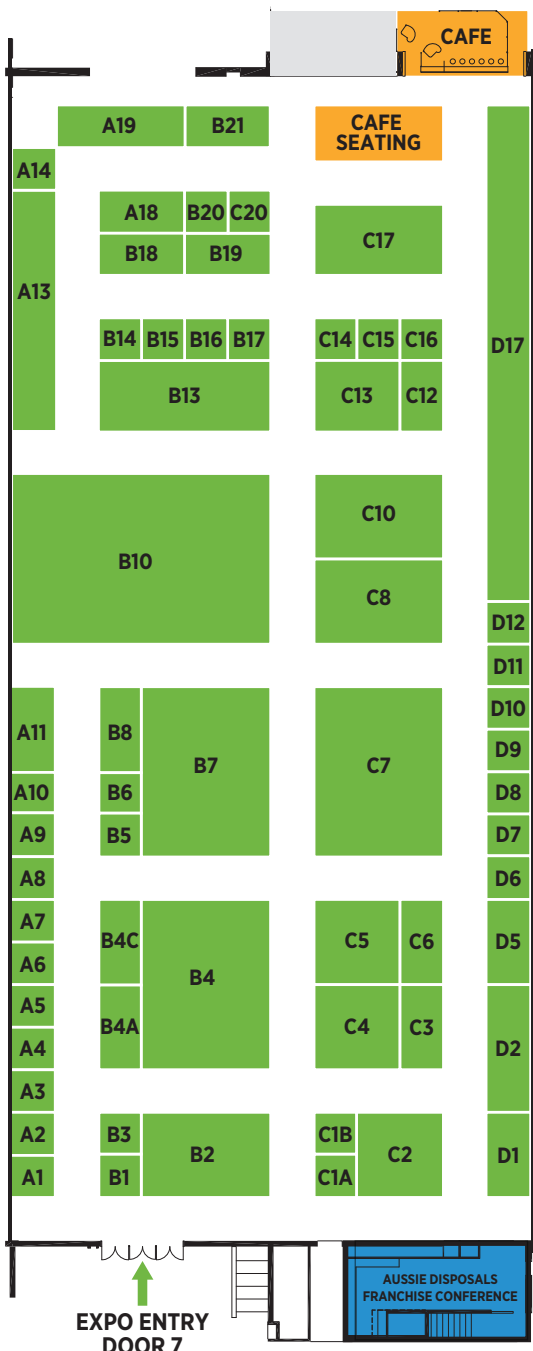 CAFE
A19
B21
CAFE
SEATING
A14
A18
B20
C20
C17
B18
B19
A13
B14
B15
B16
B17
C14
C15
C16
D17
B13
C13
C12
C10
B10
C8
D12
D11
D10
A11
B8
B7
C7
D9
A10
B6
D8
A9
B5
D7
A8
D6
A7
B4C
C5
C6
D5
A6
B4
A5
B4A
C4
C3
D2
A4
A3
A2
B3
B2
C1B
C2
D1
A1
B1
C1A
AUSSIE DISPOSALS
FRANCHISE CONFERENCE
EXPO ENTRY
DOOR 7